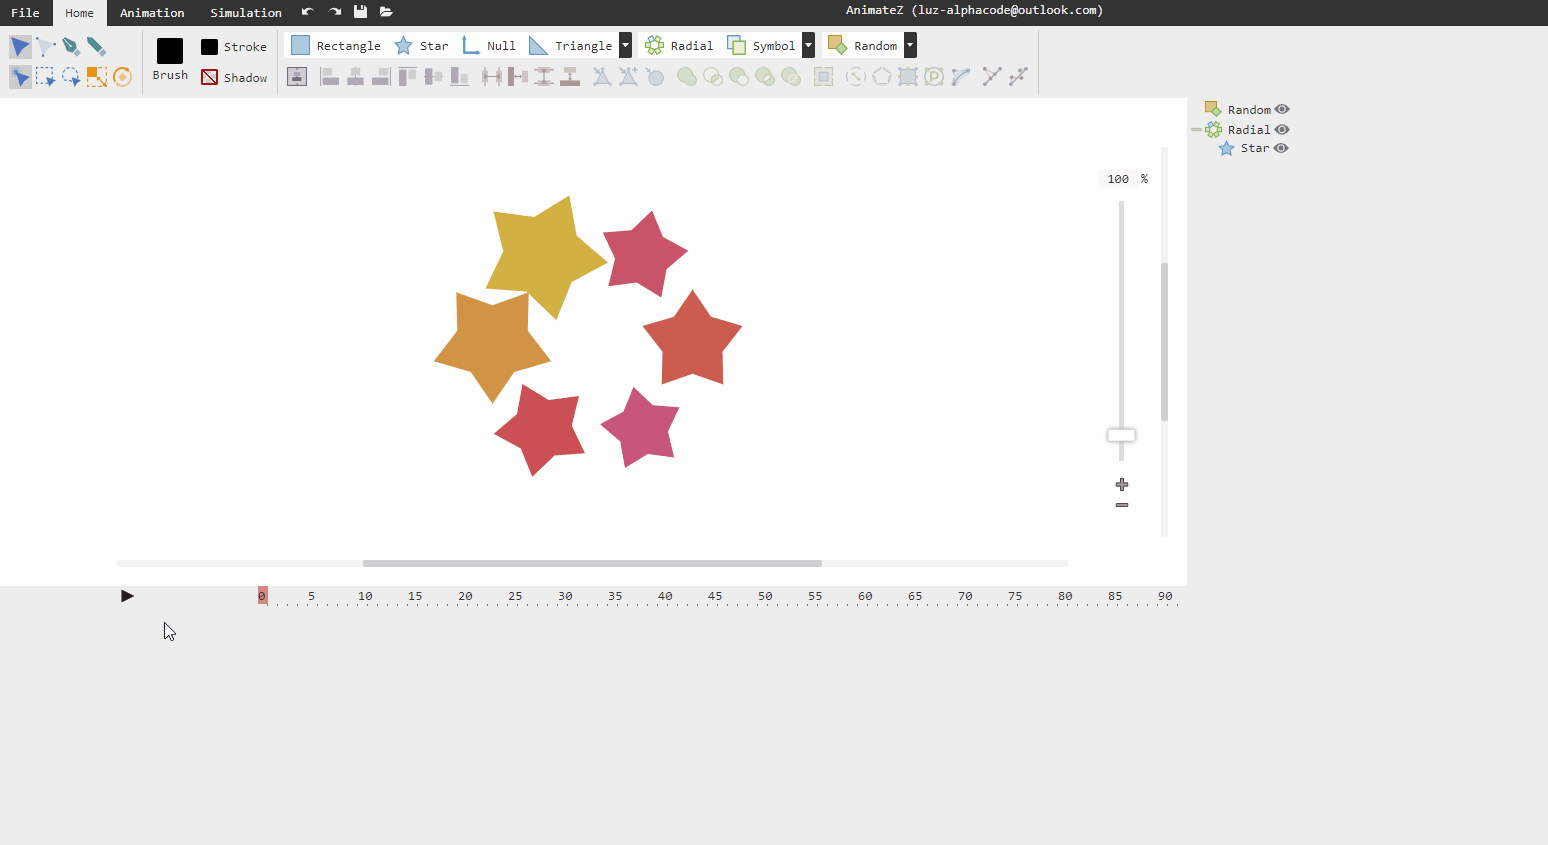 File Home Animation Simulation AnimateZ (luz-alphacode@outlook.com)
Brush Stroke Rectangle Star Null Triangle Radial Symbol Random
Shadow P
Random
Radial
Star
100 %
0 5 10 15 20 25 30 35 40 45 50 55 60 65 70 75 80 85 90